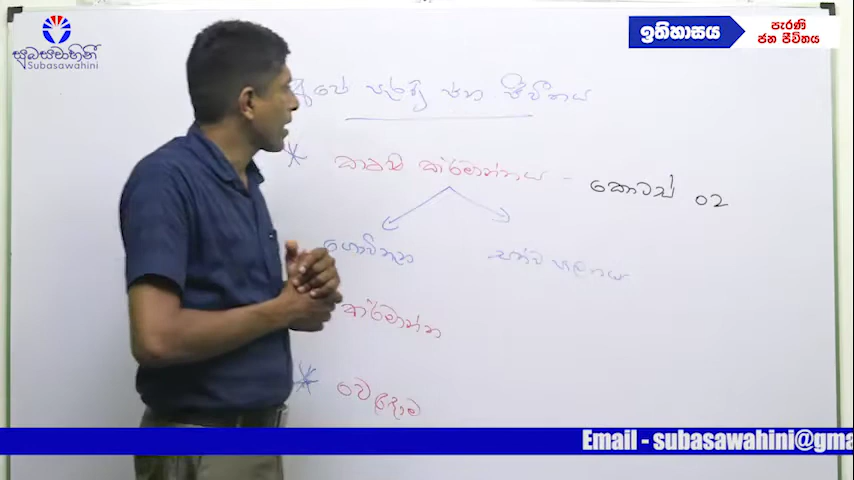 සුබසවාහිනී
Subasawahini
ඉතිහාසය
පැරණි
ජන ජීවිතය
අපේ පැරණි ජන ජීවිතය
කෘෂි කර්මාන්තය - කොටස් 02
ගොවිතැන
සත්ව පාලනය
කර්මාන්ත
වෙළඳාම
Email - subasawahini@gma